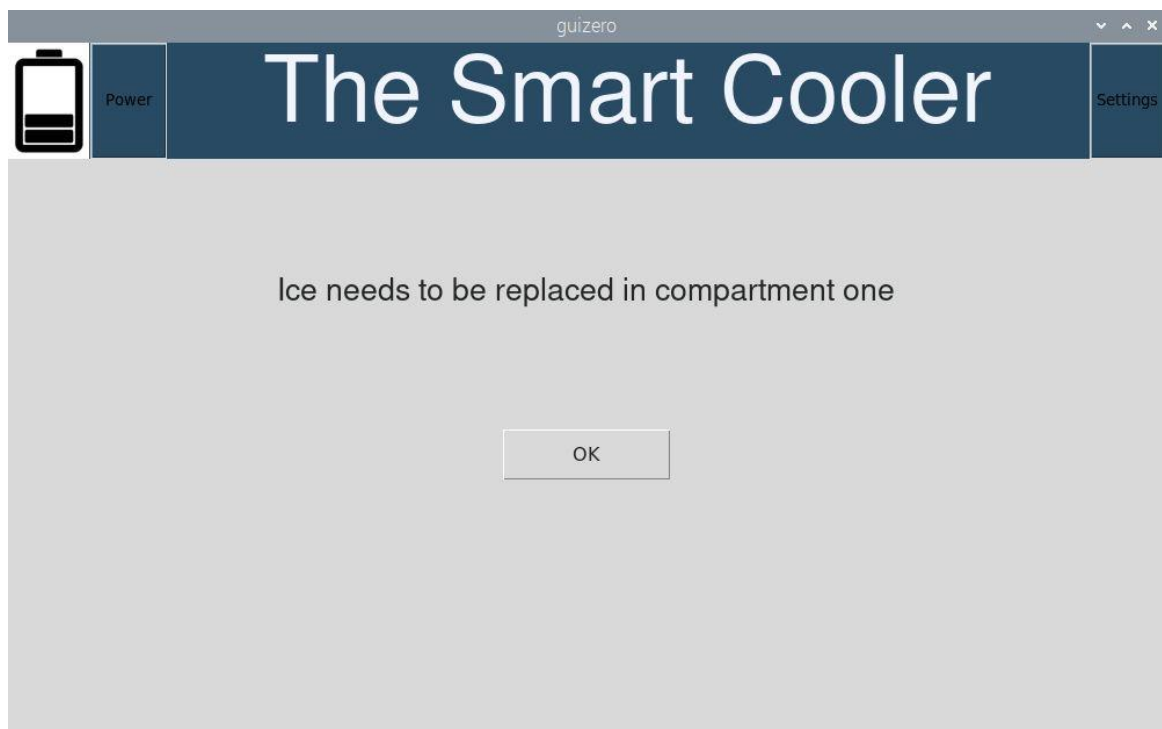 guizero
Power
The Smart Cooler
Settings
Ice needs to be replaced in compartment one
OK